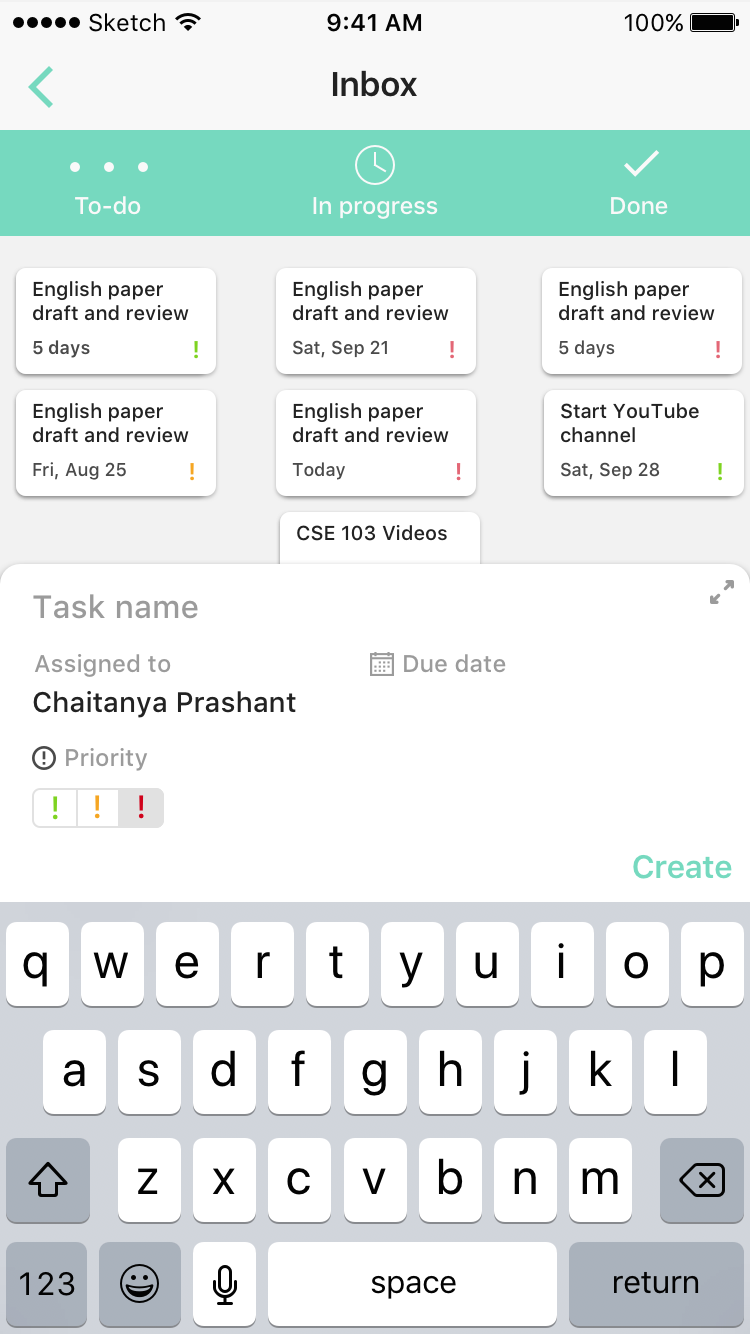 Sketch 9:41 AM 100%
Inbox
To-do In progress Done
English paper
draft and review
5 days !
English paper
draft and review
Sat, Sep 21 !
English paper
draft and review
5 days !
English paper
draft and review
Fri, Aug 25 !
English paper
draft and review
Today !
Start YouTube
channel
Sat, Sep 28 !
CSE 103 Videos
Task name
Assigned to
Chaitanya Prashant
Due date
Priority
! ! !
Create
q w e r t y u i o p
a s d f g h j k l
z x c v b n m
123 space return